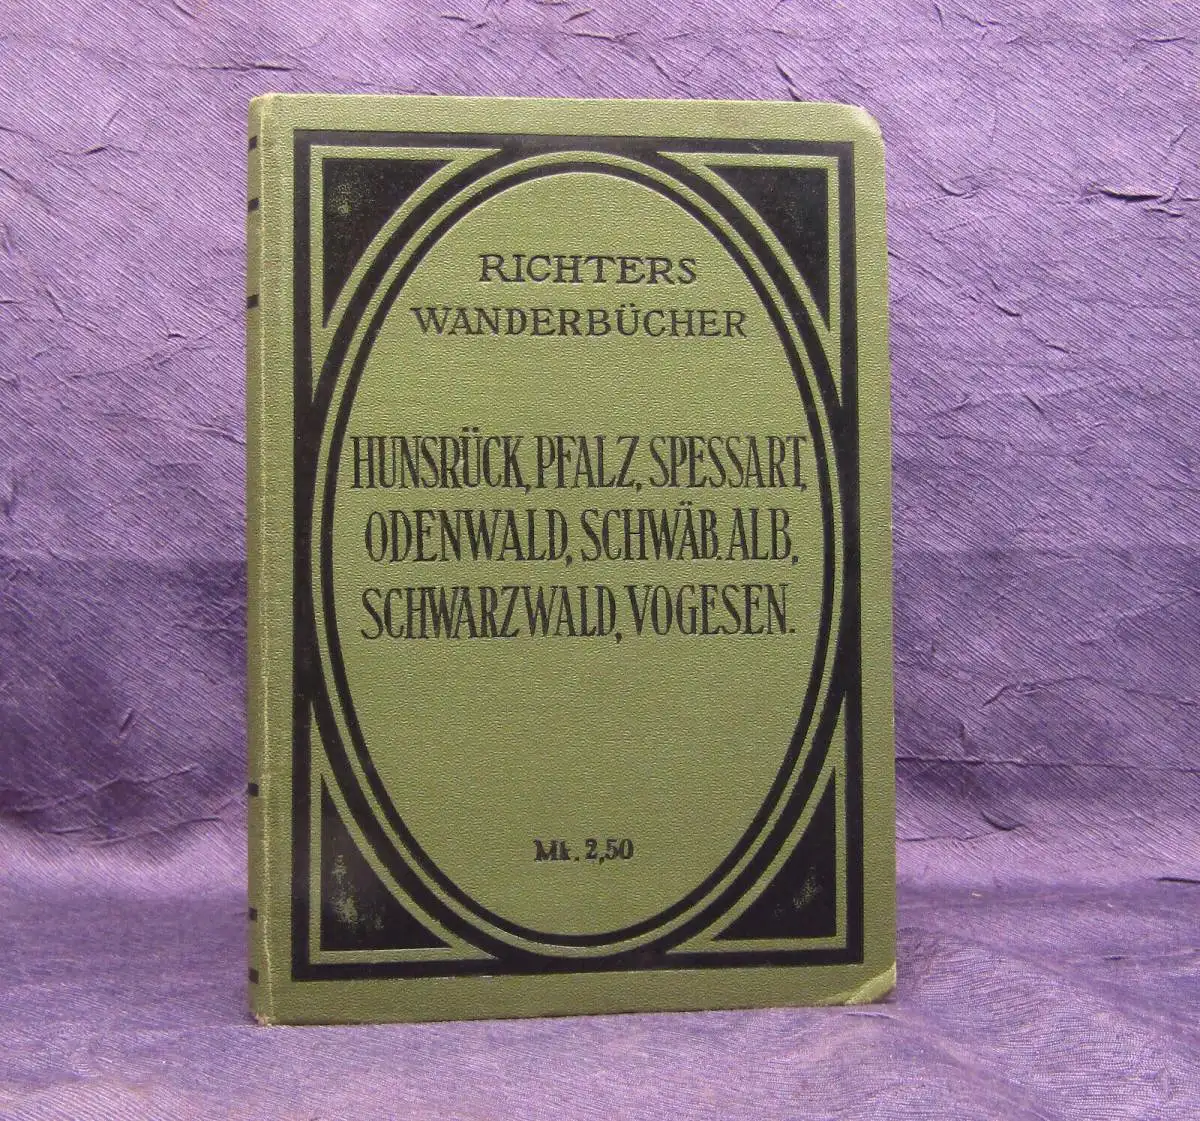 RICHTERS
WANDERBÜCHER
HUNSRÜCK, PFALZ, SPESSART,
ODENWALD, SCHWÄB. ALB,
SCHWARZWALD, VOGESEN.
Mk. 2,50